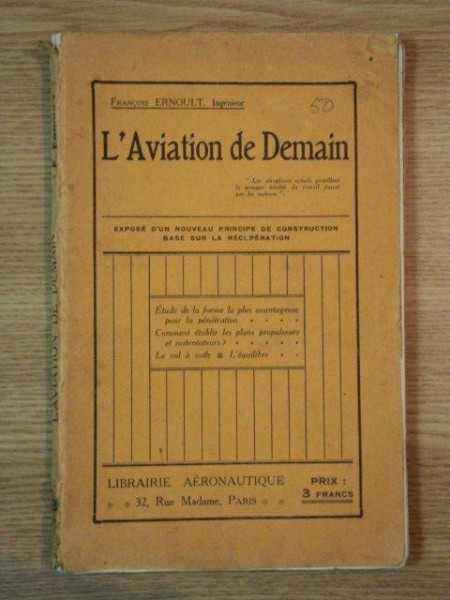 FRANÇOIS ERNOULT, Ingénieur
50
L'Aviation de Demain
" Les aéroplanes actuels gaspillent
la presque totalité du travail fourni
par les moteurs ".
EXPOSÉ D'UN NOUVEAU PRINCIPE DE CONSTRUCTION
BASÉ SUR LA RÉCUPÉRATION
Étude de la forme la plus avantageuse
pour la pénétration . . . .
Comment établir les plans propulseurs
et sustentateurs? . . . . .
Le vol à voile L'équilibre . .
LIBRAIRIE AÉRONAUTIQUE
32, Rue Madame, PARIS
PRIX :
3 FRANCS
L'AVIATION DE DEMAIN